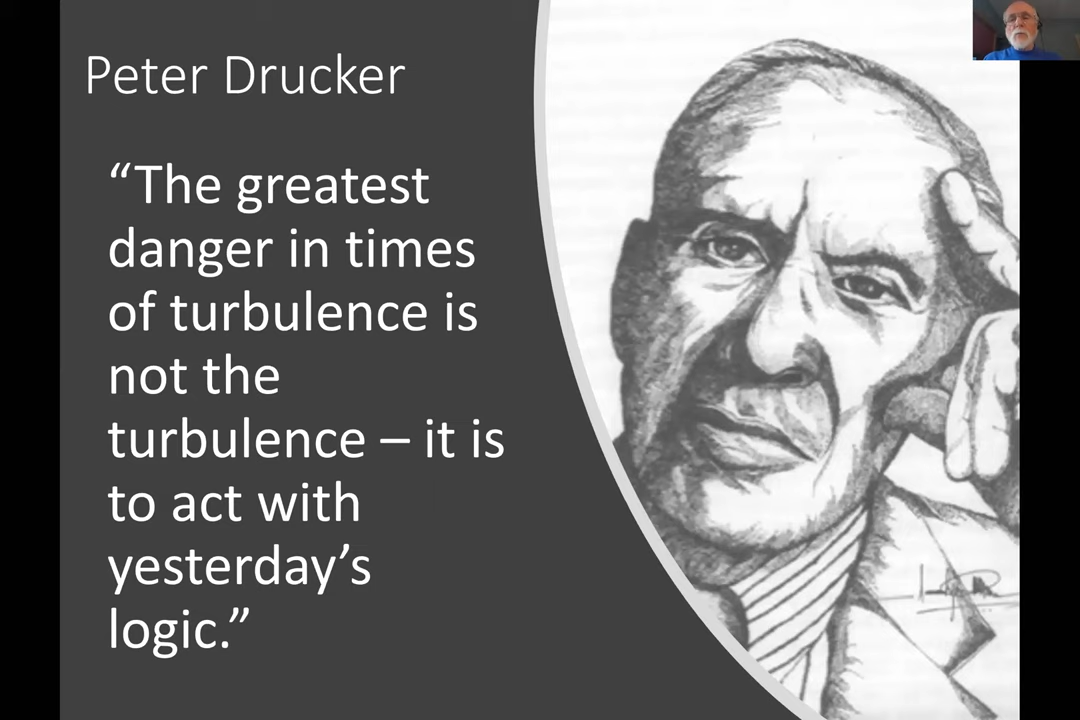 Peter Drucker
“The greatest
danger in times
of turbulence is
not the
turbulence – it is
to act with
yesterday’s
logic.”